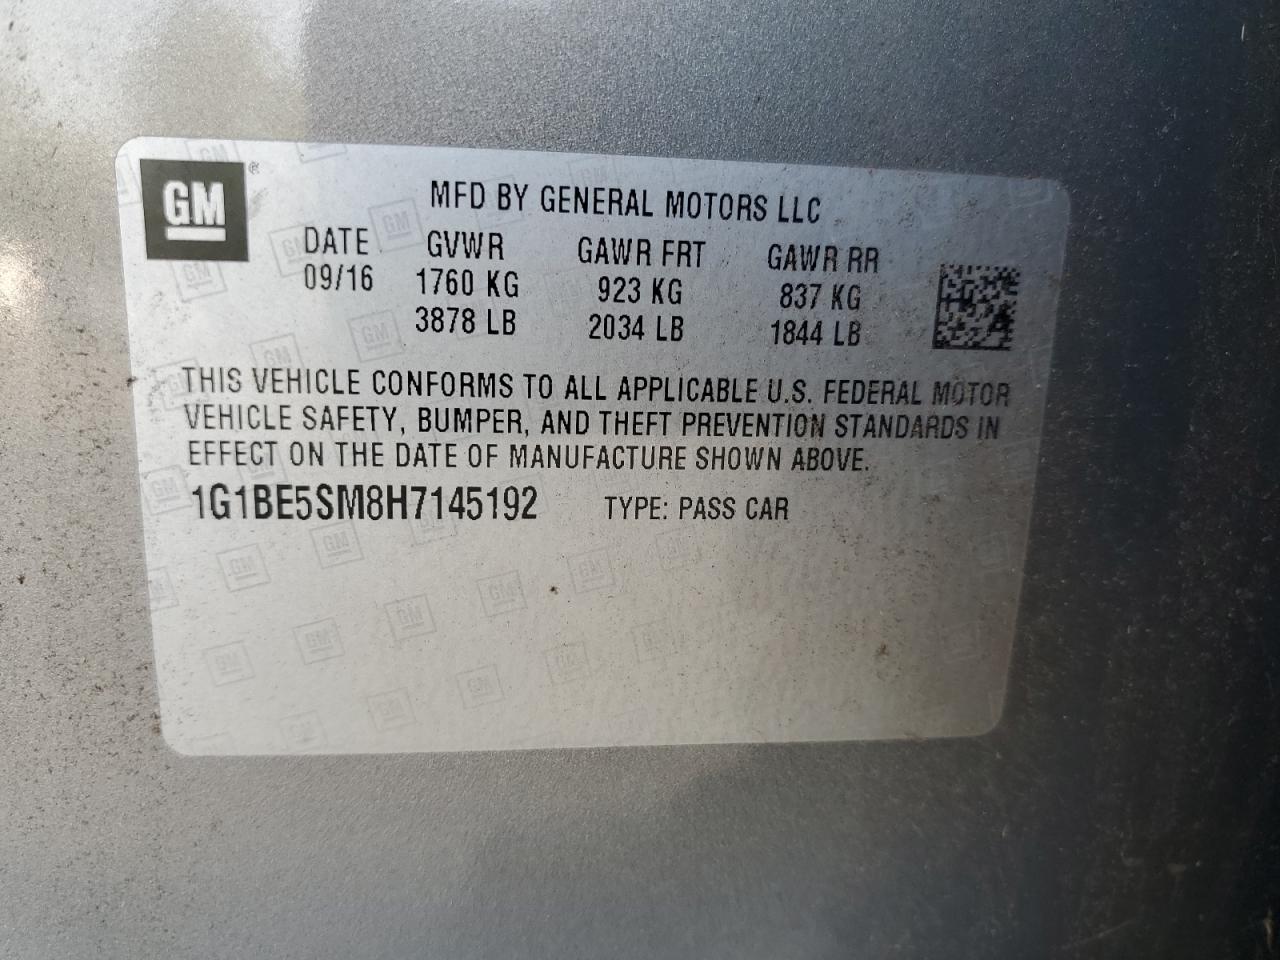 GM®
MFD BY GENERAL MOTORS LLC
DATE GVWR GAWR FRT GAWR RR
09/16 1760 KG 923 KG 837 KG
3878 LB 2034 LB 1844 LB
THIS VEHICLE CONFORMS TO ALL APPLICABLE U.S. FEDERAL MOTOR
VEHICLE SAFETY, BUMPER, AND THEFT PREVENTION STANDARDS IN
EFFECT ON THE DATE OF MANUFACTURE SHOWN ABOVE.
1G1BE5SM8H7145192 TYPE: PASS CAR